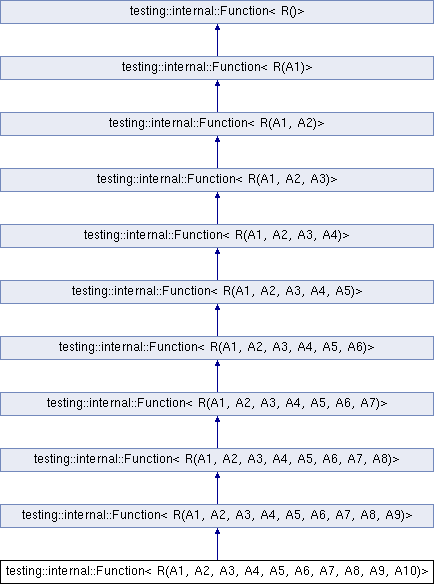 testing::internal::Function< R()>
testing::internal::Function< R(A1)>
testing::internal::Function< R(A1, A2)>
testing::internal::Function< R(A1, A2, A3)>
testing::internal::Function< R(A1, A2, A3, A4)>
testing::internal::Function< R(A1, A2, A3, A4, A5)>
testing::internal::Function< R(A1, A2, A3, A4, A5, A6)>
testing::internal::Function< R(A1, A2, A3, A4, A5, A6, A7)>
testing::internal::Function< R(A1, A2, A3, A4, A5, A6, A7, A8)>
testing::internal::Function< R(A1, A2, A3, A4, A5, A6, A7, A8, A9)>
testing::internal::Function< R(A1, A2, A3, A4, A5, A6, A7, A8, A9, A10)>